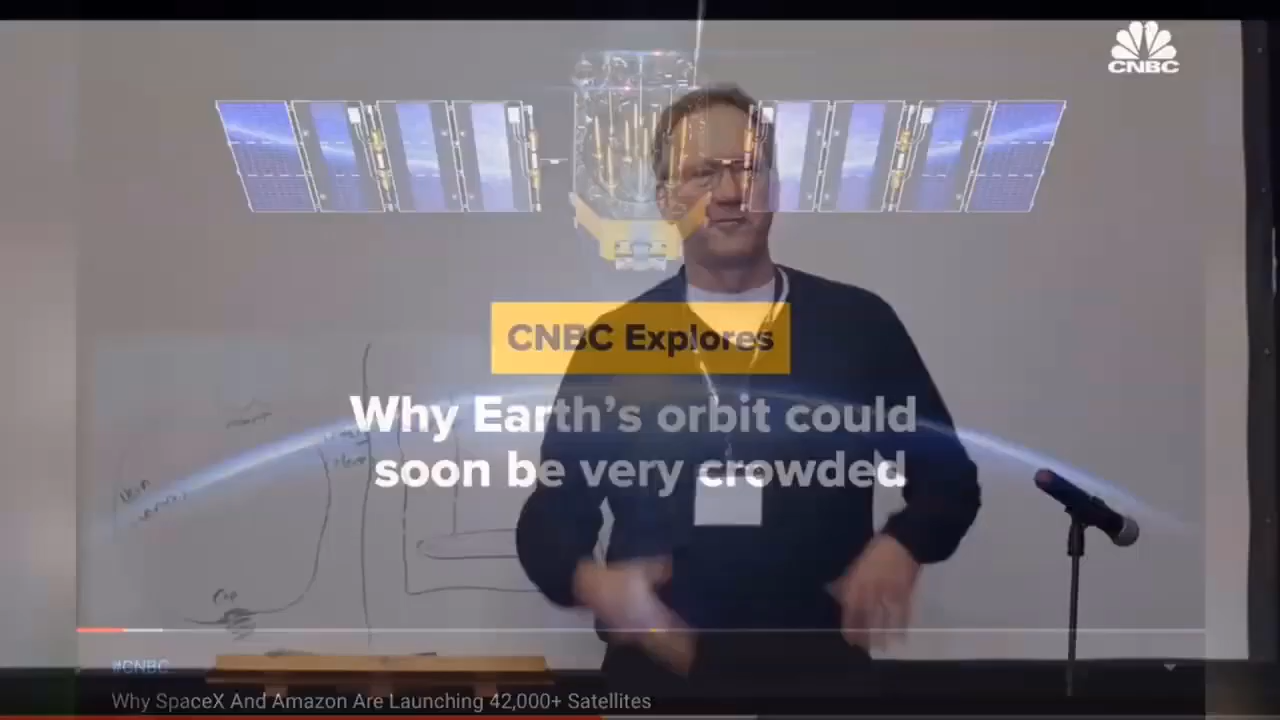 CNBC
CNBC Explores
Why Earth's orbit could
soon be very crowded
Cap
#CNBC
Why SpaceX And Amazon Are Launching 42,000+ Satellites